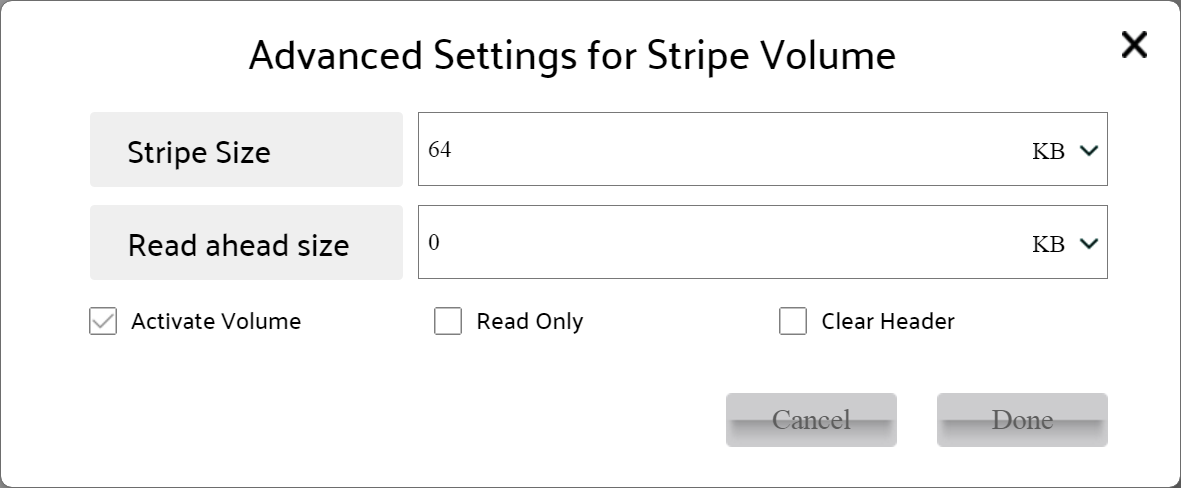 Advanced Settings for Stripe Volume
Stripe Size
64 KB
Read ahead size
0 KB
Activate Volume Read Only Clear Header
Cancel Done